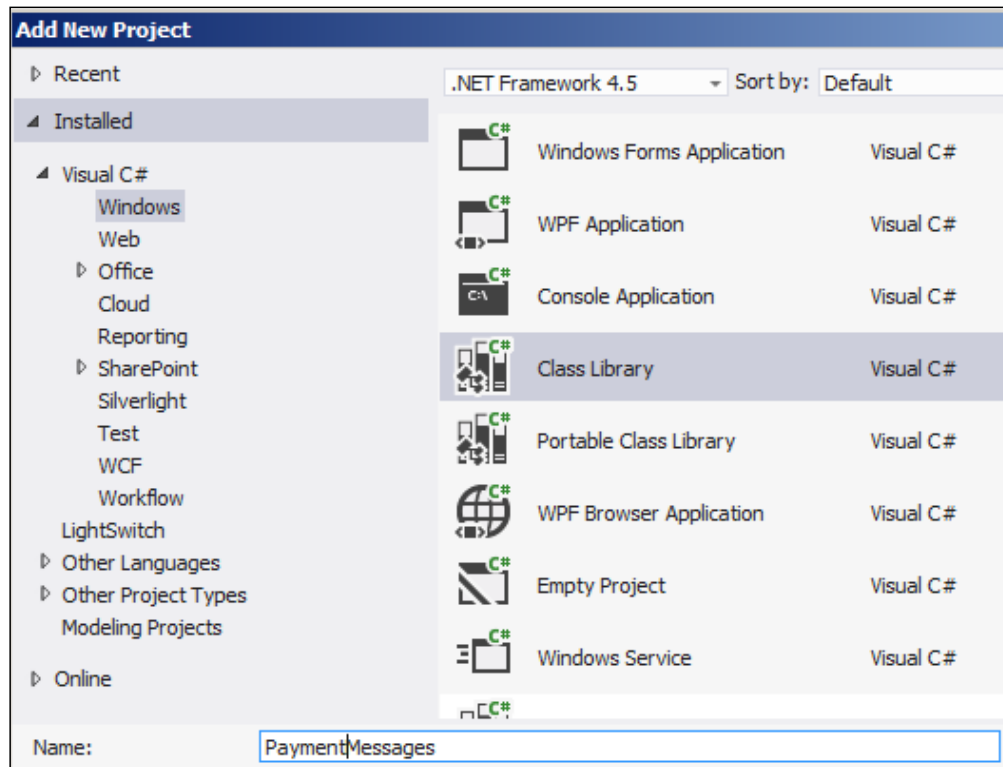 Add New Project
Recent
.NET Framework 4.5
Sort by:
Default
Installed
Visual C#
Windows
Web
Office
Cloud
Reporting
SharePoint
Silverlight
Test
WCF
Workflow
LightSwitch
Other Languages
Other Project Types
Modeling Projects
Online
C#
Windows Forms Application
Visual C#
C#
WPF Application
Visual C#
C#
C:\
Console Application
Visual C#
C#
Class Library
Visual C#
C#
Portable Class Library
Visual C#
C#
WPF Browser Application
Visual C#
C#
Empty Project
Visual C#
C#
Windows Service
Visual C#
C#
Name:
PaymentMessages